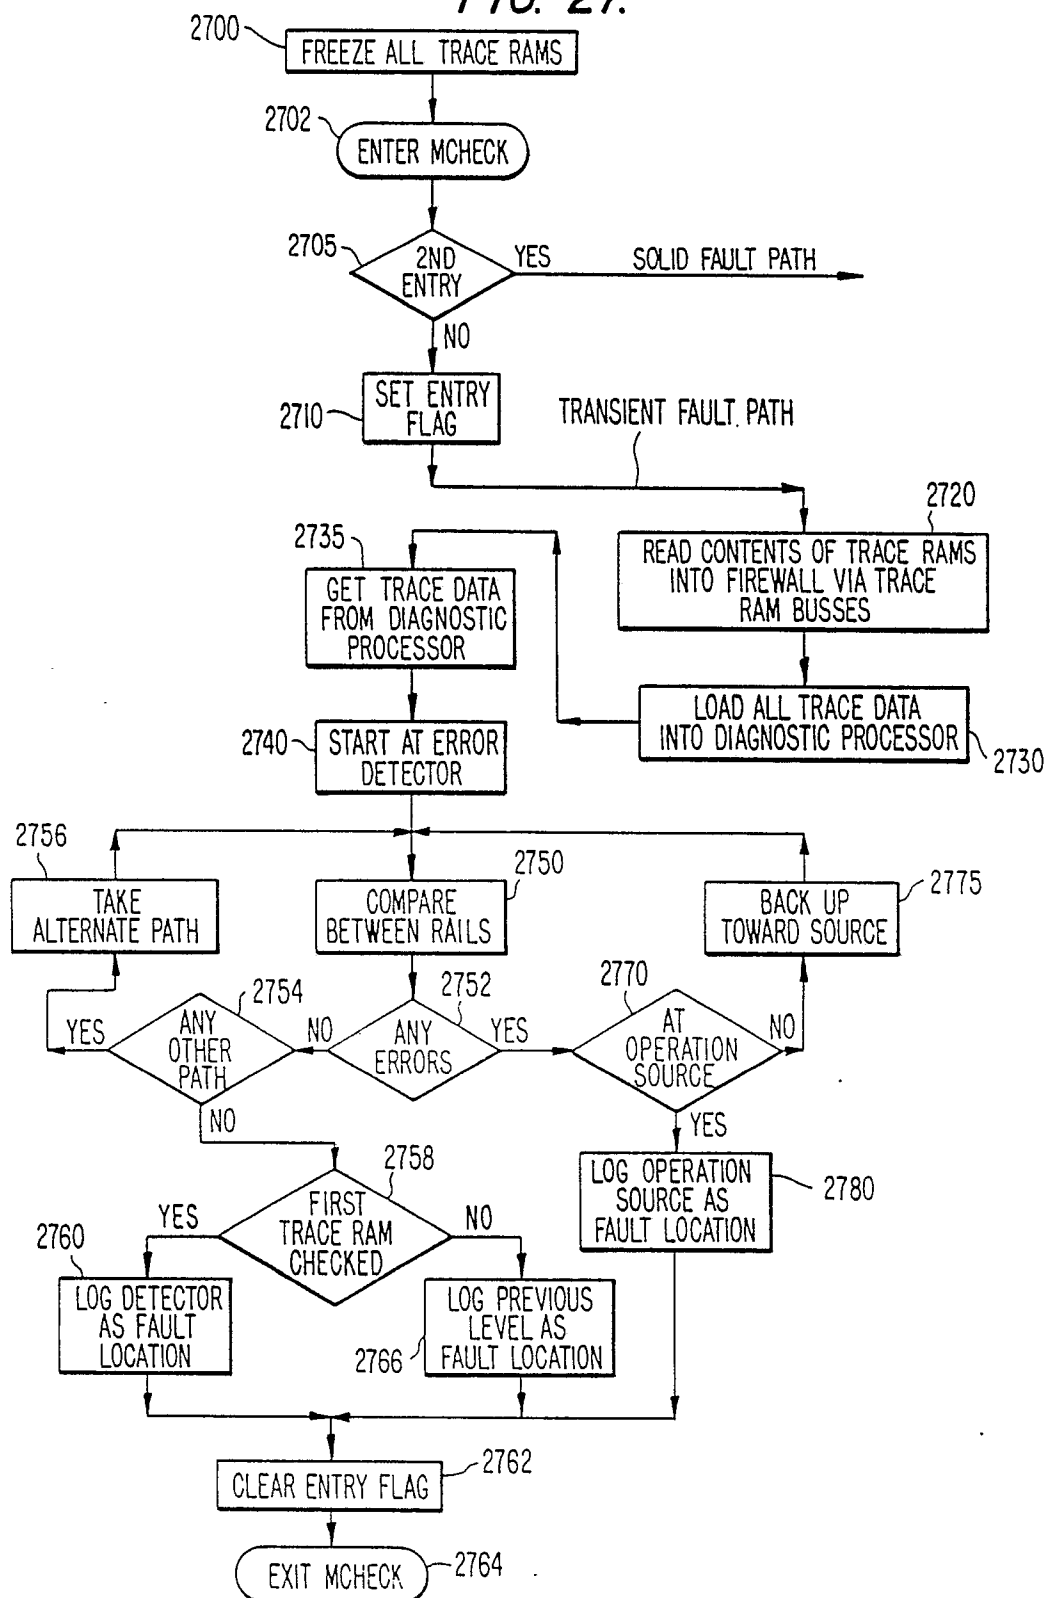 FIG. 27.
2700
FREEZE ALL TRACE RAMS
2702
ENTER MCHECK
2705
2ND
ENTRY
YES
SOLID FAULT PATH
NO
2710
SET ENTRY
FLAG
TRANSIENT FAULT PATH
2720
READ CONTENTS OF TRACE RAMS
INTO FIREWALL VIA TRACE
RAM BUSSES
2735
GET TRACE DATA
FROM DIAGNOSTIC
PROCESSOR
LOAD ALL TRACE DATA
INTO DIAGNOSTIC PROCESSOR
2730
2740
START AT ERROR
DETECTOR
2756
TAKE
ALTERNATE PATH
2750
COMPARE
BETWEEN RAILS
2775
BACK UP
TOWARD SOURCE
2754
ANY
OTHER
PATH
YES
NO
2752
ANY
ERRORS
NO
YES
2770
AT
OPERATION
SOURCE
NO
YES
2758
FIRST
TRACE RAM
CHECKED
YES
NO
2780
LOG OPERATION
SOURCE AS
FAULT LOCATION
2760
LOG DETECTOR
AS FAULT
LOCATION
2766
LOG PREVIOUS
LEVEL AS
FAULT LOCATION
2762
CLEAR ENTRY FLAG
EXIT MCHECK
2764